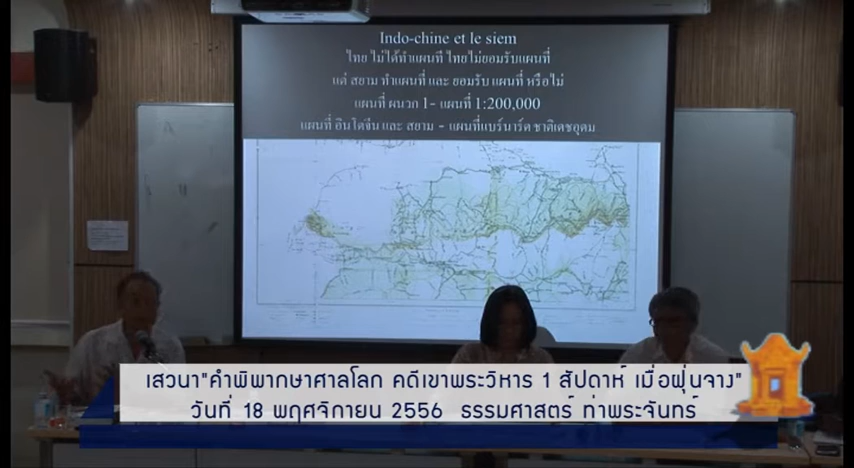 Indo-chine et le siem
ไทย ไม่ได้ทำแผนที่ ไทยไม่ยอมรับแผนที่
แต่ สยาม ทำแผนที่ และ ยอมรับ แผนที่ หรือไม่
แผนที่ ผนวก 1- แผนที่ 1:200,000
แผนที่ อินโดจีน และ สยาม - แผนที่แบร์นาร์ด ชาติเดชอุดม
เสวนา"คำพิพากษาศาลโลก คดีเขาพระวิหาร 1 สัปดาห์ เมื่อฝุ่นจาง"
วันที่ 18 พฤศจิกายน 2556 ธรรมศาสตร์ ท่าพระจันทร์